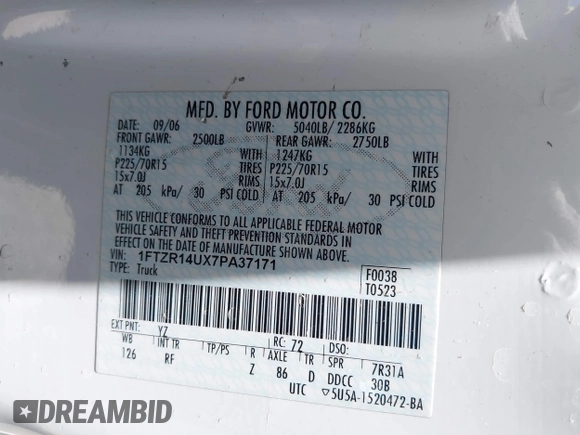 MFD. BY FORD MOTOR CO.
DATE: 09/06 GVWR: 5040LB/ 2286KG
FRONT GAWR: 2500LB REAR GAWR: 2750LB
1134KG 1247KG
P225/70R15 TIRES P225/70R15 TIRES
15x7.0J RIMS 15x7.0J RIMS
AT 205 kPa/ 30 PSI COLD AT 205 kPa/ 30 PSI COLD
THIS VEHICLE CONFORMS TO ALL APPLICABLE FEDERAL MOTOR
VEHICLE SAFETY AND THEFT PREVENTION STANDARDS IN
EFFECT ON THE DATE OF MANUFACTURE SHOWN ABOVE.
VIN: 1FTZR14UX7PA37171
TYPE: Truck
F0038
T0523
EXT PNT: YZ RC: 72 DSO:
WB INT TR TP/PS R AXLE TR SPR 7R31A
126 RF Z 86 D DDCC 30B
UTC ▽5U5A-1520472-BA
Ford
DREAMBID